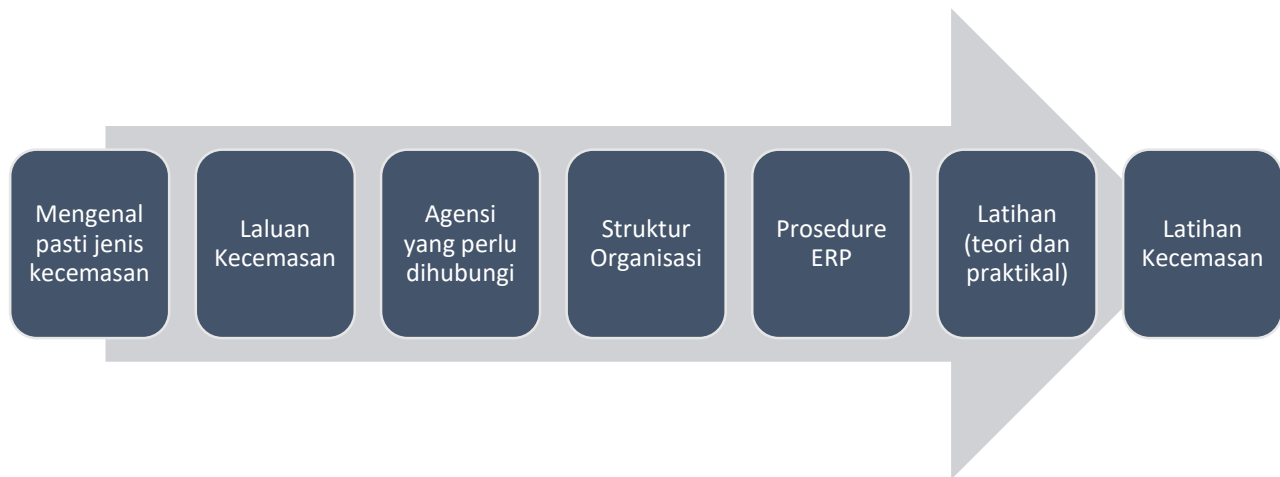 Mengenal
pasti jenis
kecemasan
Laluan
Kecemasan
Agensi
yang perlu
dihubungi
Struktur
Organisasi
Prosedure
ERP
Latihan
(teori dan
praktikal)
Latihan
Kecemasan